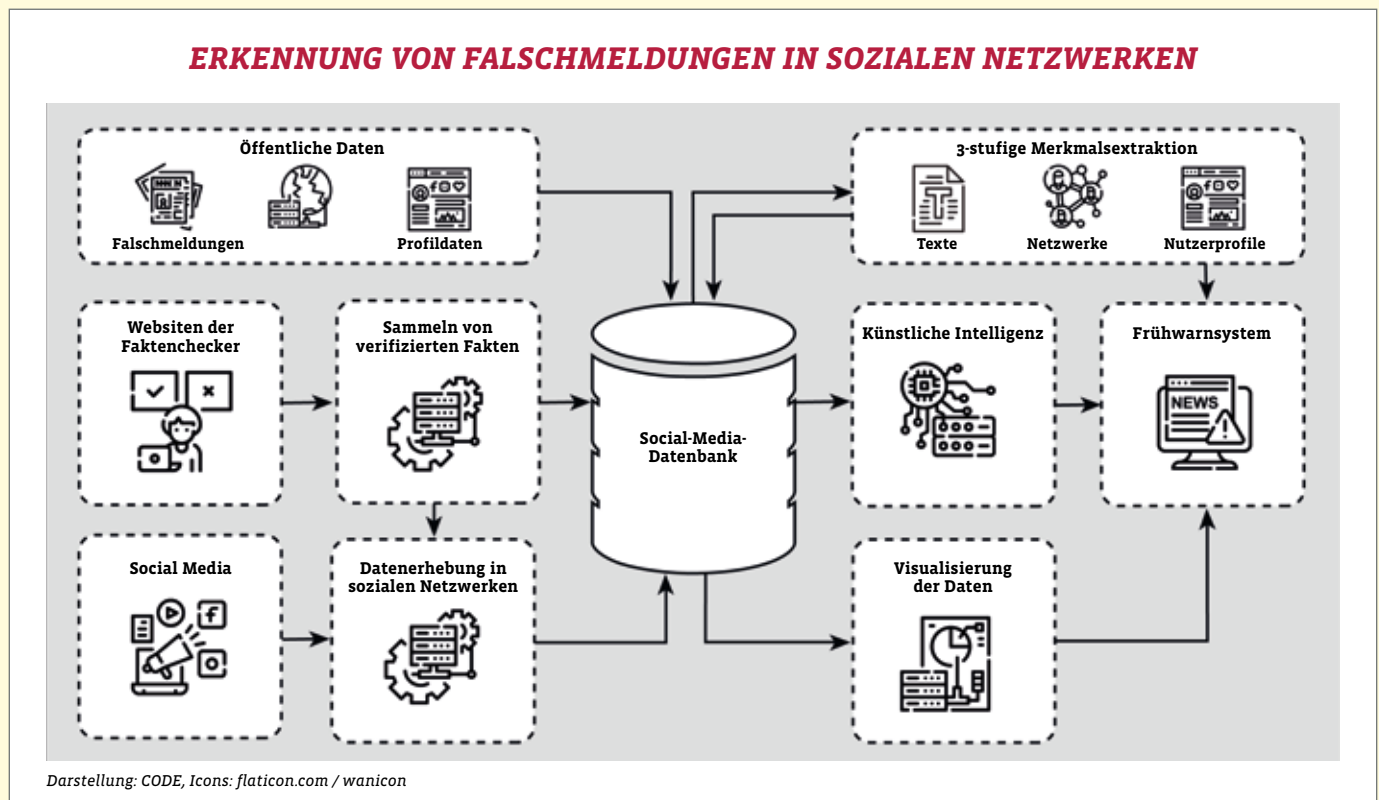 ERKENNUNG VON FALSCHMELDUNGEN IN SOZIALEN NETZWERKEN
Öffentliche Daten
Falschmeldungen
Profildaten
3-stufige Merkmalsextraktion
Texte
Netzwerke
Nutzerprofile
Websiten der
Faktenchecker
Sammeln von
verifizierten Fakten
Social-Media-
Datenbank
Künstliche Intelligenz
Frühwarnsystem
NEWS
Social Media
Datenerhebung in
sozialen Netzwerken
Visualisierung
der Daten
Darstellung: CODE, Icons: flaticon.com / wanicon